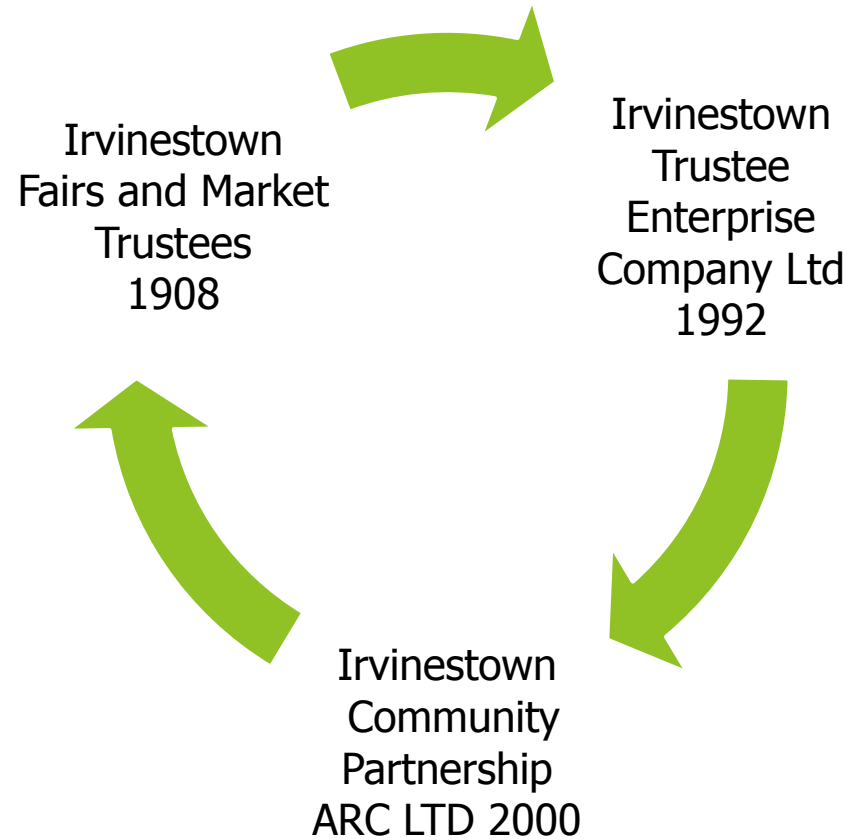 Irvinestown
Fairs and Market
Trustees
1908
Irvinestown
Trustee
Enterprise
Company Ltd
1992
Irvinestown
Community
Partnership
ARC LTD 2000